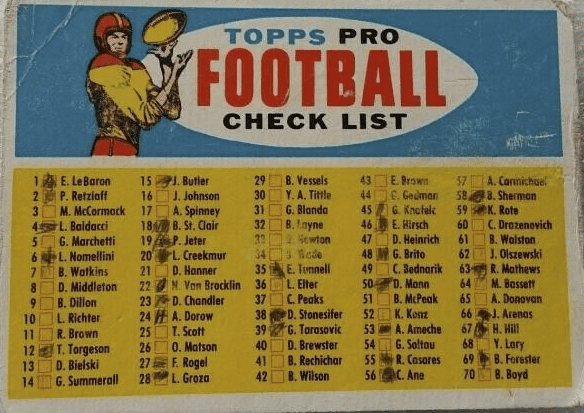 TOPPS PRO
FOOTBALL
CHECK LIST
1 E. LeBaron
2 P. Retzlaff
3 M. McCormack
4 L. Baldacci
5 G. Marchetti
6 L. Nomellini
7 B. Watkins
8 D. Middleton
9 B. Dillon
10 L. Richter
11 R. Brown
12 T. Torgeson
13 D. Bielski
14 G. Summerall
15 J. Butler
16 J. Johnson
17 A. Spinney
18 B. St. Clair
19 P. Jeter
20 L. Creekmur
21 D. Hanner
22 N. Van Brocklin
23 D. Chandler
24 A. Dorow
25 T. Scott
26 O. Matson
27 F. Rogel
28 L. Groza
29 B. Vessels
30 Y. A. Tittle
31 G. Blanda
32 B. Layne
33 Newton
34 Wade
35 E. Tunnell
36 L. Elter
37 C. Peaks
38 D. Stonesifer
39 G. Tarasovic
40 D. Brewster
41 B. Rechichar
42 B. Wilson
43 E. Brown
44 G. Gedman
45 G. Knafelc
46 E. Hirsch
47 D. Heinrich
48 G. Brito
49 C. Bednarik
50 D. Mann
51 B. McPeak
52 K. Konz
53 A. Ameche
54 G. Soltau
55 R. Casares
56 C. Ane
57 A. Carmichael
58 B. Sherman
59 K. Rote
60 C. Drazenovich
61 B. Walston
62 J. Olszewski
63 R. Mathews
64 M. Bassett
65 A. Donovan
66 J. Arenas
67 H. Hill
68 Y. Lary
69 B. Forester
70 B. Boyd